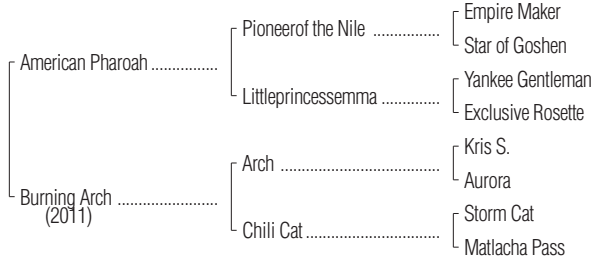 Empire Maker
Pioneerof the Nile ................
Star of Goshen
American Pharoah ................
Yankee Gentleman
Littleprincessemma ..............
Exclusive Rosette
Kris S.
Arch ......................................
Aurora
Burning Arch ........................
(2011)
Storm Cat
Chili Cat ................................
Matlacha Pass